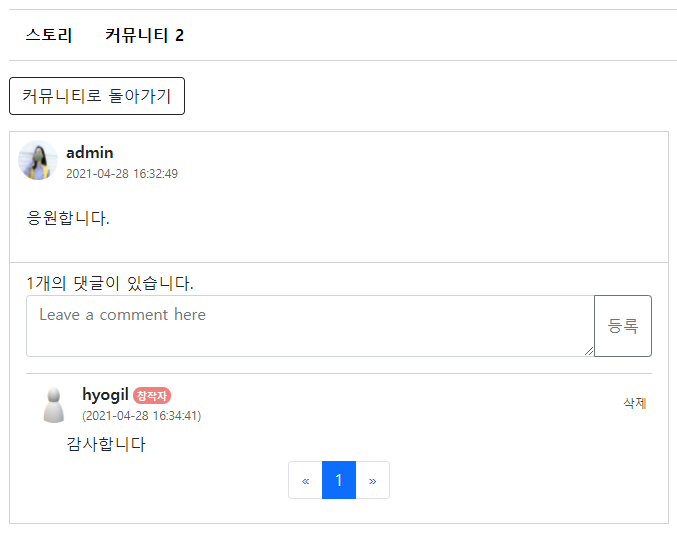 스토리 커뮤니티 2
커뮤니티로 돌아가기
admin
2021-04-28 16:32:49
응원합니다.
1개의 댓글이 있습니다.
Leave a comment here
등록
hyogil 창작자
(2021-04-28 16:34:41)
삭제
감사합니다
« 1 »